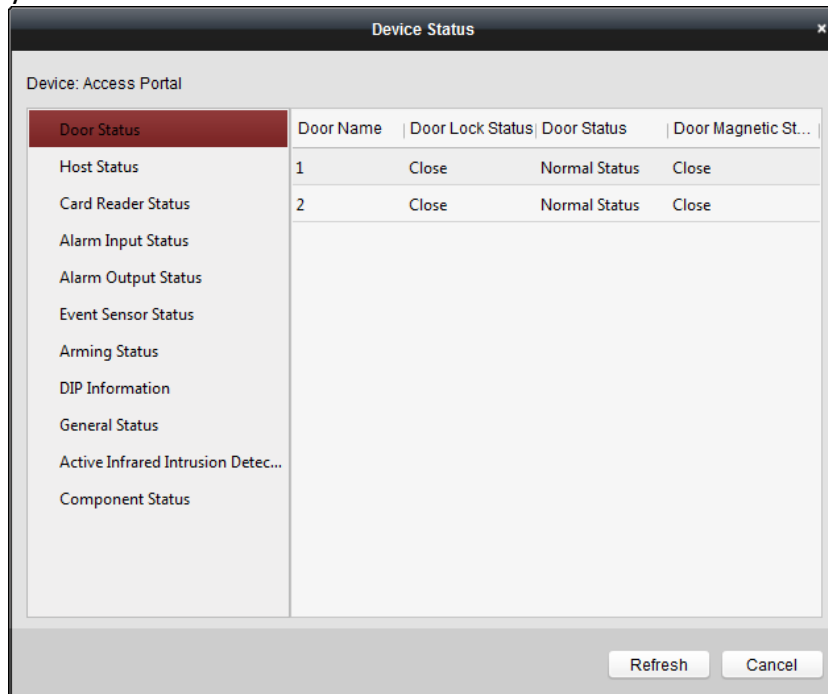 Device Status
Device: Access Portal
Door Status
Host Status
Card Reader Status
Alarm Input Status
Alarm Output Status
Event Sensor Status
Arming Status
DIP Information
General Status
Active Infrared Intrusion Detec...
Component Status
Door Name Door Lock Status Door Status Door Magnetic St...
1 Close Normal Status Close
2 Close Normal Status Close
Refresh Cancel